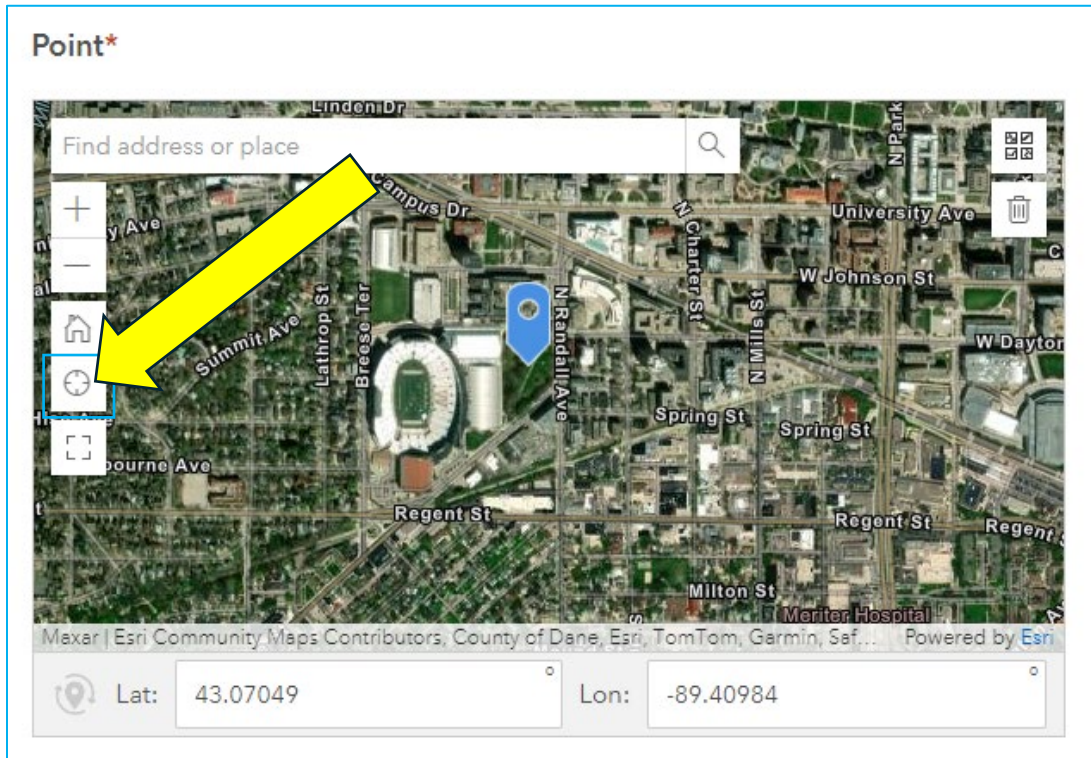 Point*
Linden Dr
Find address or place
N Park
Campus Dr
University Ave
y Ave
N Charter St
W Johnson St
Summit Ave
Lathrop St
Breese Ter
N Randall Ave
N Mills St
W Dayton
Spring St
Spring St
bourne Ave
Regent St
Regent St
Regent S
Milton St
Meriter Hospital
Maxar | Esri Community Maps Contributors, County of Dane, Esri, TomTom, Garmin, Saf... Powered by Esri
Lat: 43.07049 ° Lon: -89.40984 °